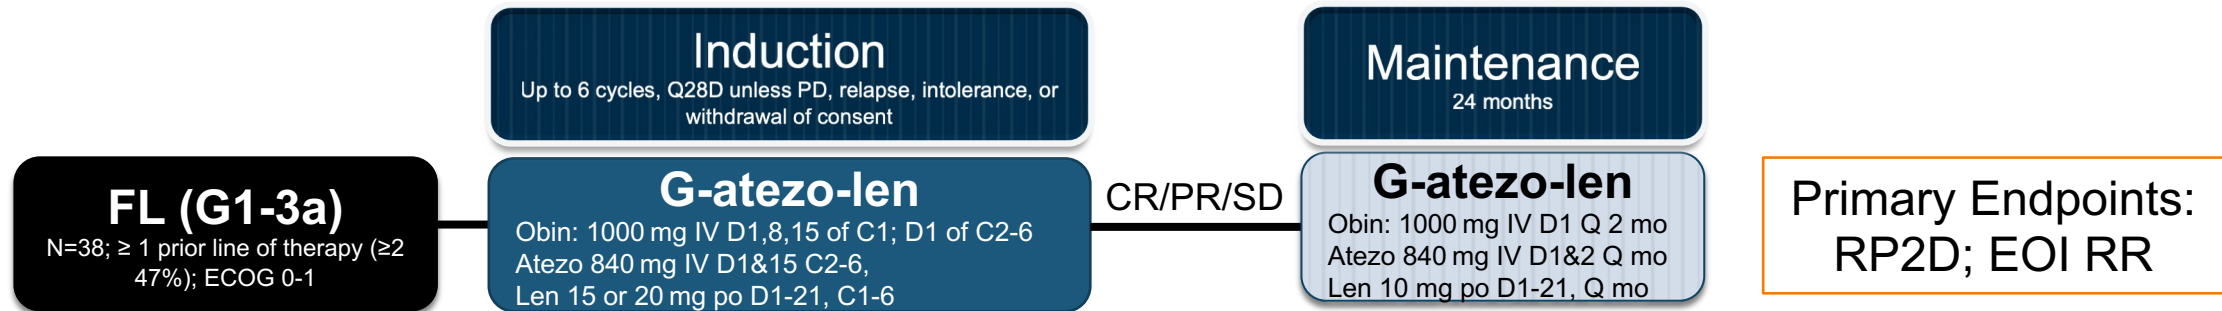 Induction
Up to 6 cycles, Q28D unless PD, relapse, intolerance, or
withdrawal of consent
Maintenance
24 months
FL (G1-3a)
N=38; ≥ 1 prior line of therapy (≥2
47%); ECOG 0-1
G-atezo-len
Obin: 1000 mg IV D1,8,15 of C1; D1 of C2-6
Atezo 840 mg IV D1&15 C2-6,
Len 15 or 20 mg po D1-21, C1-6
CR/PR/SD
G-atezo-len
Obin: 1000 mg IV D1 Q 2 mo
Atezo 840 mg IV D1&2 Q mo
Len 10 mg po D1-21, Q mo
Primary Endpoints:
RP2D; EOI RR